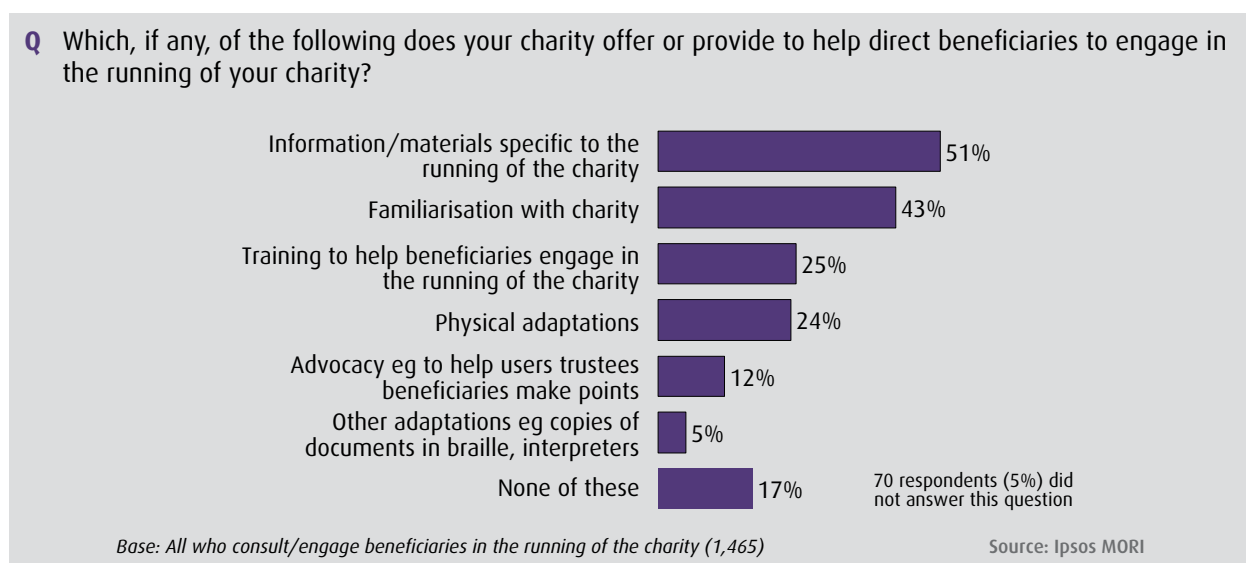 Q Which, if any, of the following does your charity offer or provide to help direct beneficiaries to engage in
the running of your charity?
Information/materials specific to the
running of the charity
51%
Familiarisation with charity
43%
Training to help beneficiaries engage in
the running of the charity
25%
Physical adaptations
24%
Advocacy eg to help users trustees
beneficiaries make points
12%
Other adaptations eg copies of
documents in braille, interpreters
5%
None of these
17%
70 respondents (5%) did
not answer this question
Base: All who consult/engage beneficiaries in the running of the charity (1,465)
Source: Ipsos MORI